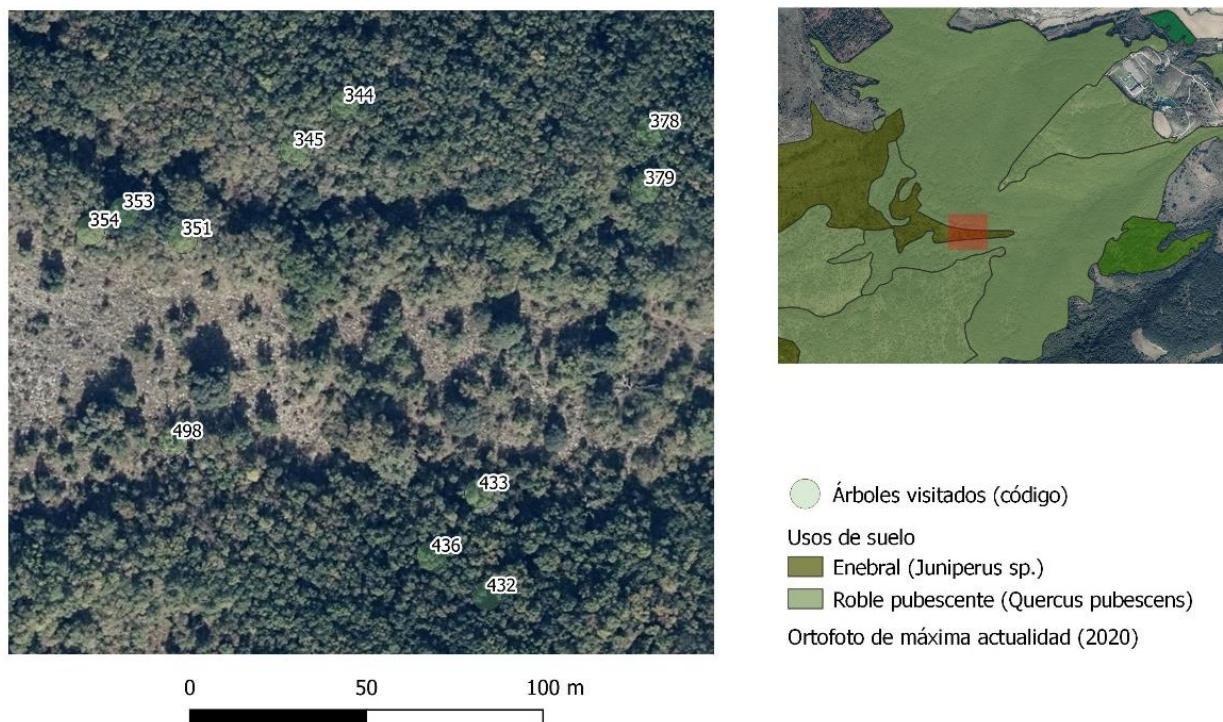 344
345
378
379
353
354
351
498
433
436
432
0 50 100 m
Árboles visitados (código)
Usos de suelo
Enebral (Juniperus sp.)
Roble pubescente (Quercus pubescens)
Ortofoto de máxima actualidad (2020)